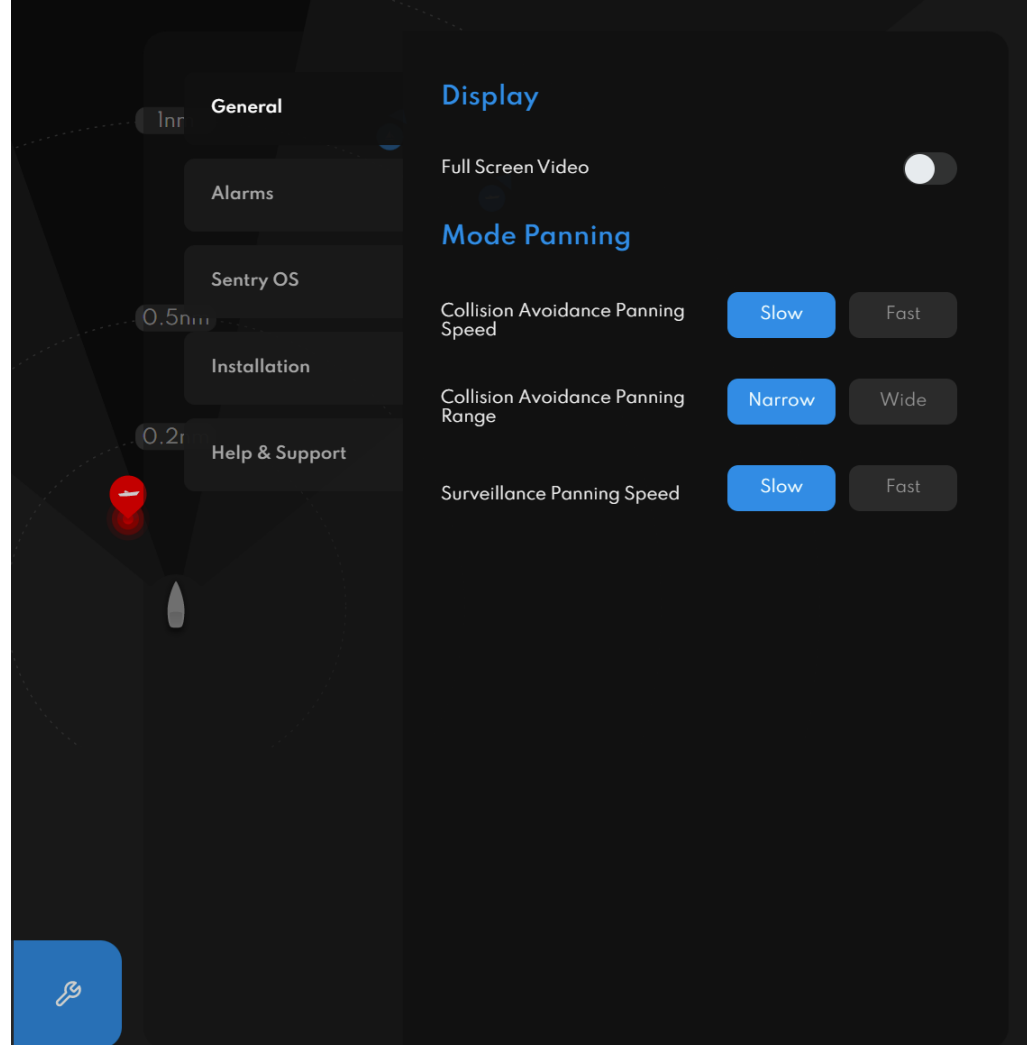 General
Alarms
Sentry OS
Installation
Help & Support
Display
Full Screen Video
Mode Panning
Collision Avoidance Panning
Speed
Slow Fast
Collision Avoidance Panning
Range
Narrow Wide
Surveillance Panning Speed
Slow Fast